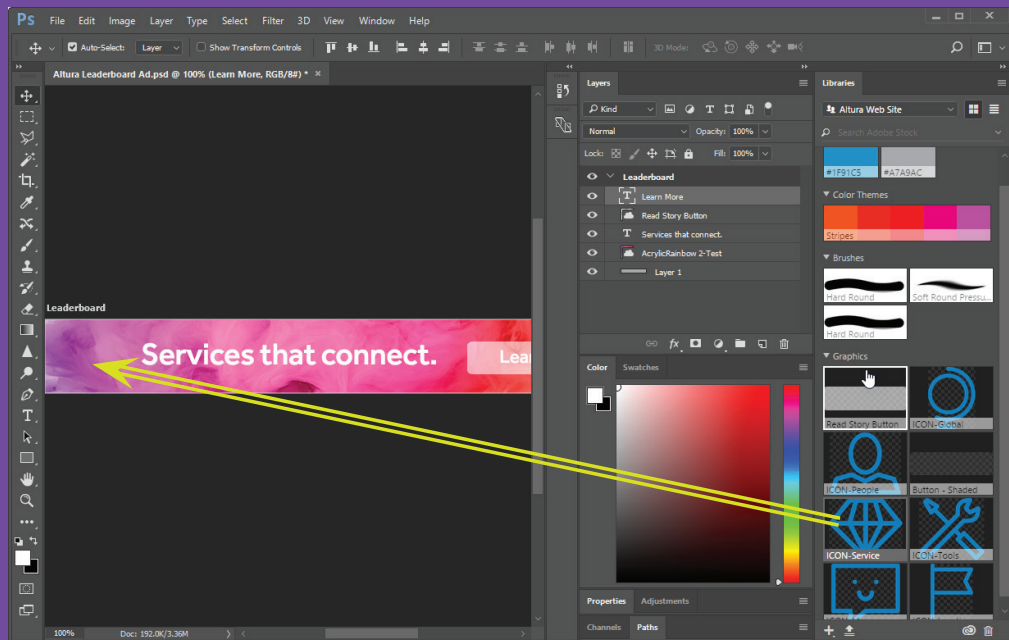 Ps File Edit Image Layer Type Select Filter 3D View Window Help
Auto-Select: Layer Show Transform Controls 3D Mode:
Altura Leaderboard Ad.psd @ 100% (Learn More, RGB/8#) * ×
Leaderboard
Services that connect. Lea
100% Doc: 192.0K/3.36M
Layers
Kind
Normal Opacity: 100%
Lock: Fill: 100%
Leaderboard
T Learn More
Read Story Button
T Services that connect.
AcrylicRainbow 2-Test
Layer 1
fx
Color Swatches
Properties Adjustments
Channels Paths
Libraries
Altura Web Site
Search Adobe Stock
#1F91C5 #A7A9AC
Color Themes
Stripes
Brushes
Hard Round Soft Round Pressu...
Hard Round
Graphics
Read Story Button ICON-Global
ICON-People Button - Shaded
ICON-Service ICON-Tools